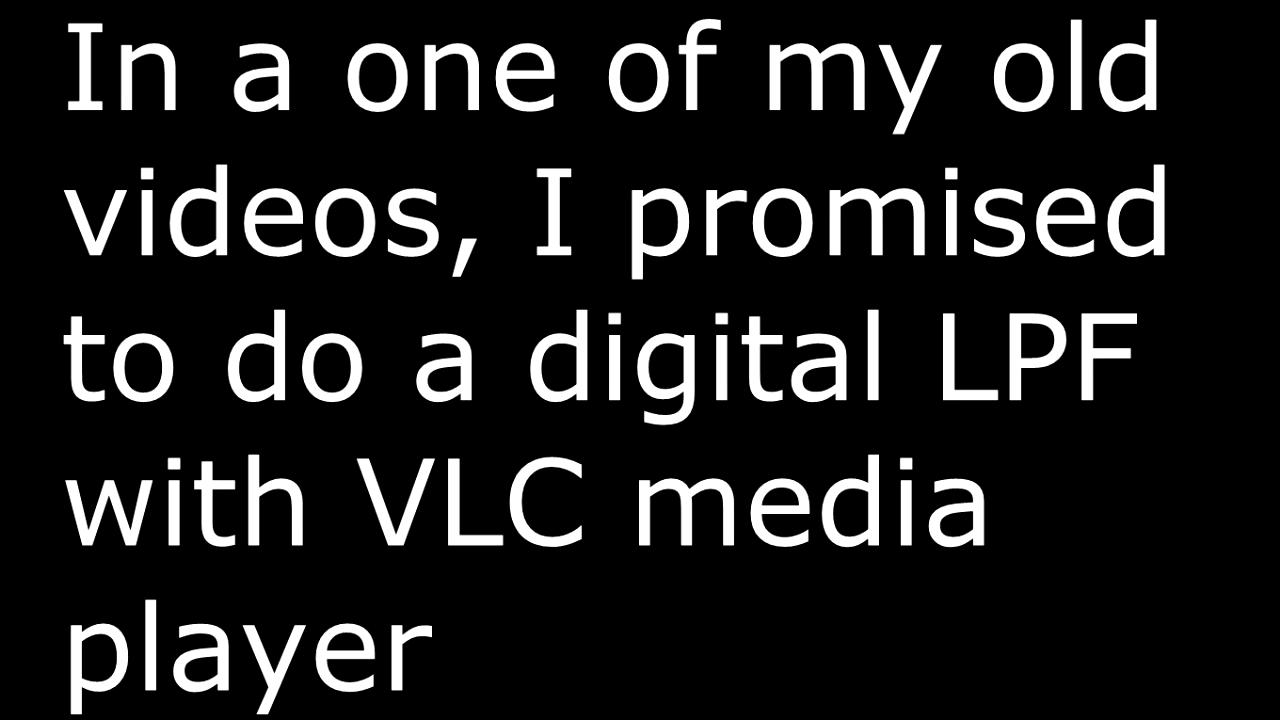 In a one of my old
videos, I promised
to do a digital LPF
with VLC media
player